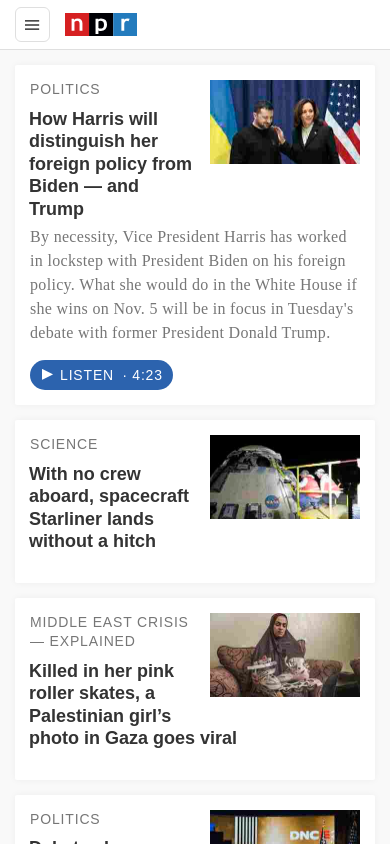 npr
POLITICS
How Harris will
distinguish her
foreign policy from
Biden — and
Trump
By necessity, Vice President Harris has worked
in lockstep with President Biden on his foreign
policy. What she would do in the White House if
she wins on Nov. 5 will be in focus in Tuesday's
debate with former President Donald Trump.
LISTEN · 4:23
SCIENCE
With no crew
aboard, spacecraft
Starliner lands
without a hitch
NASA
MIDDLE EAST CRISIS
— EXPLAINED
Killed in her pink
roller skates, a
Palestinian girl’s
photo in Gaza goes viral
POLITICS
DNC